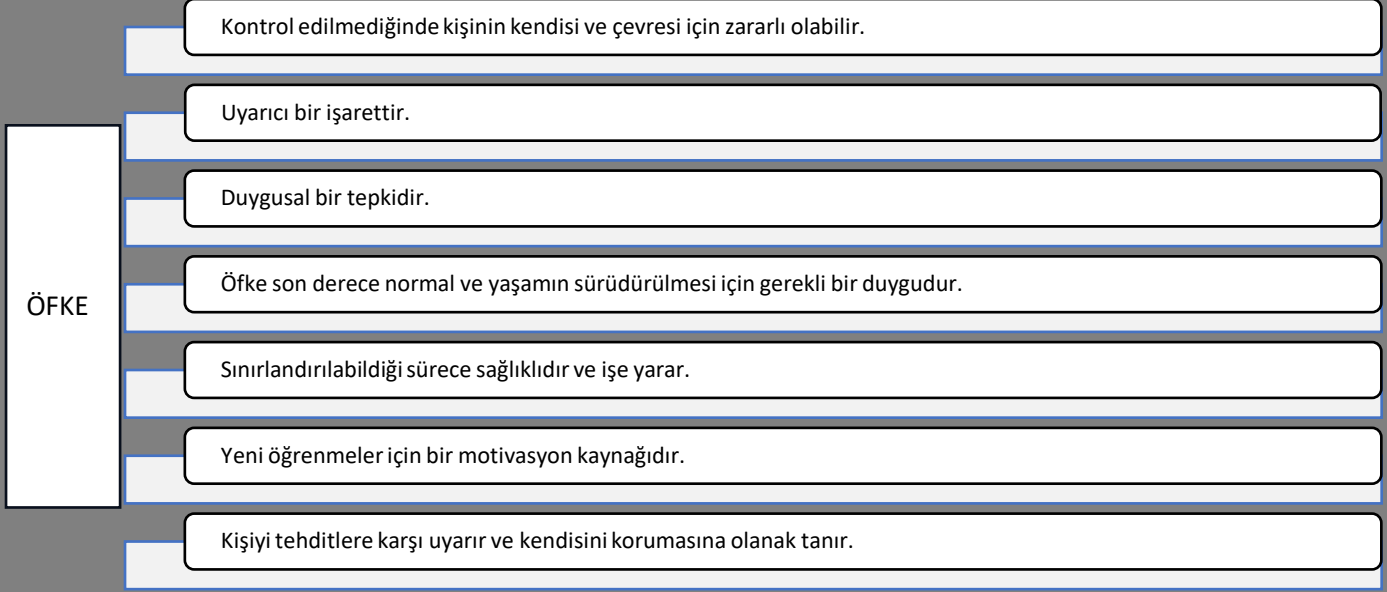 Kontrol edilmediğinde kişinin kendisi ve çevresi için zararlı olabilir.
Uyarıcı bir işarettir.
Duygusal bir tepkidir.
ÖFKE
Öfke son derece normal ve yaşamın sürüdürülmesi için gerekli bir duygudur.
Sınırlandırılabildiği sürece sağlıklıdır ve işe yarar.
Yeni öğrenmeler için bir motivasyon kaynağıdır.
Kişiyi tehditlere karşı uyarır ve kendisini korumasına olanak tanır.